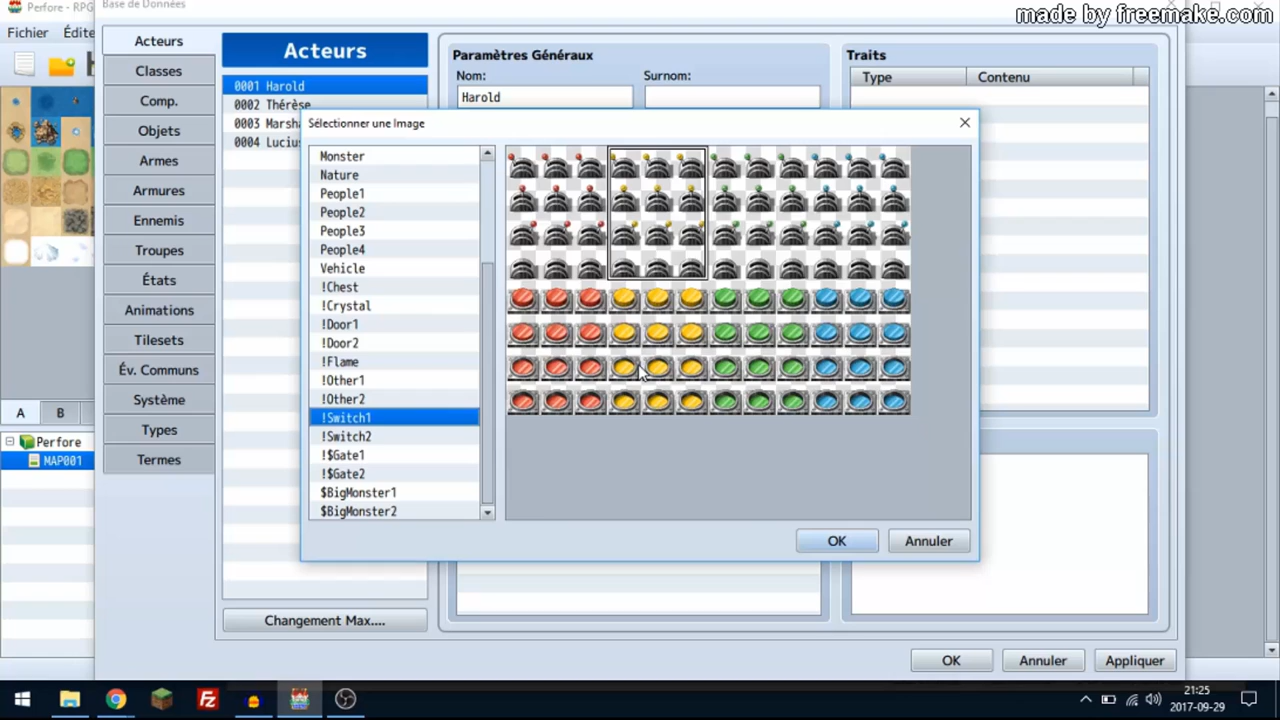 Perfore - RPG
Base de Données
made by freemake.com
Fichier
Édite
A
B
Perfore
MAP001
Acteurs
Classes
Comp.
Objets
Armes
Armures
Ennemis
Troupes
États
Animations
Tilesets
Év. Communs
Système
Types
Termes
Acteurs
0001 Harold
0002 Thérèse
0003 Marsha
0004 Lucius
Changement Max....
Paramètres Généraux
Nom:
Surnom:
Harold
Traits
Type
Contenu
Sélectionner une Image
Monster
Nature
People1
People2
People3
People4
Vehicle
!Chest
!Crystal
!Door1
!Door2
!Flame
!Other1
!Other2
!Switch1
!Switch2
!$Gate1
!$Gate2
$BigMonster1
$BigMonster2
OK
Annuler
OK
Annuler
Appliquer
21:25
2017-09-29